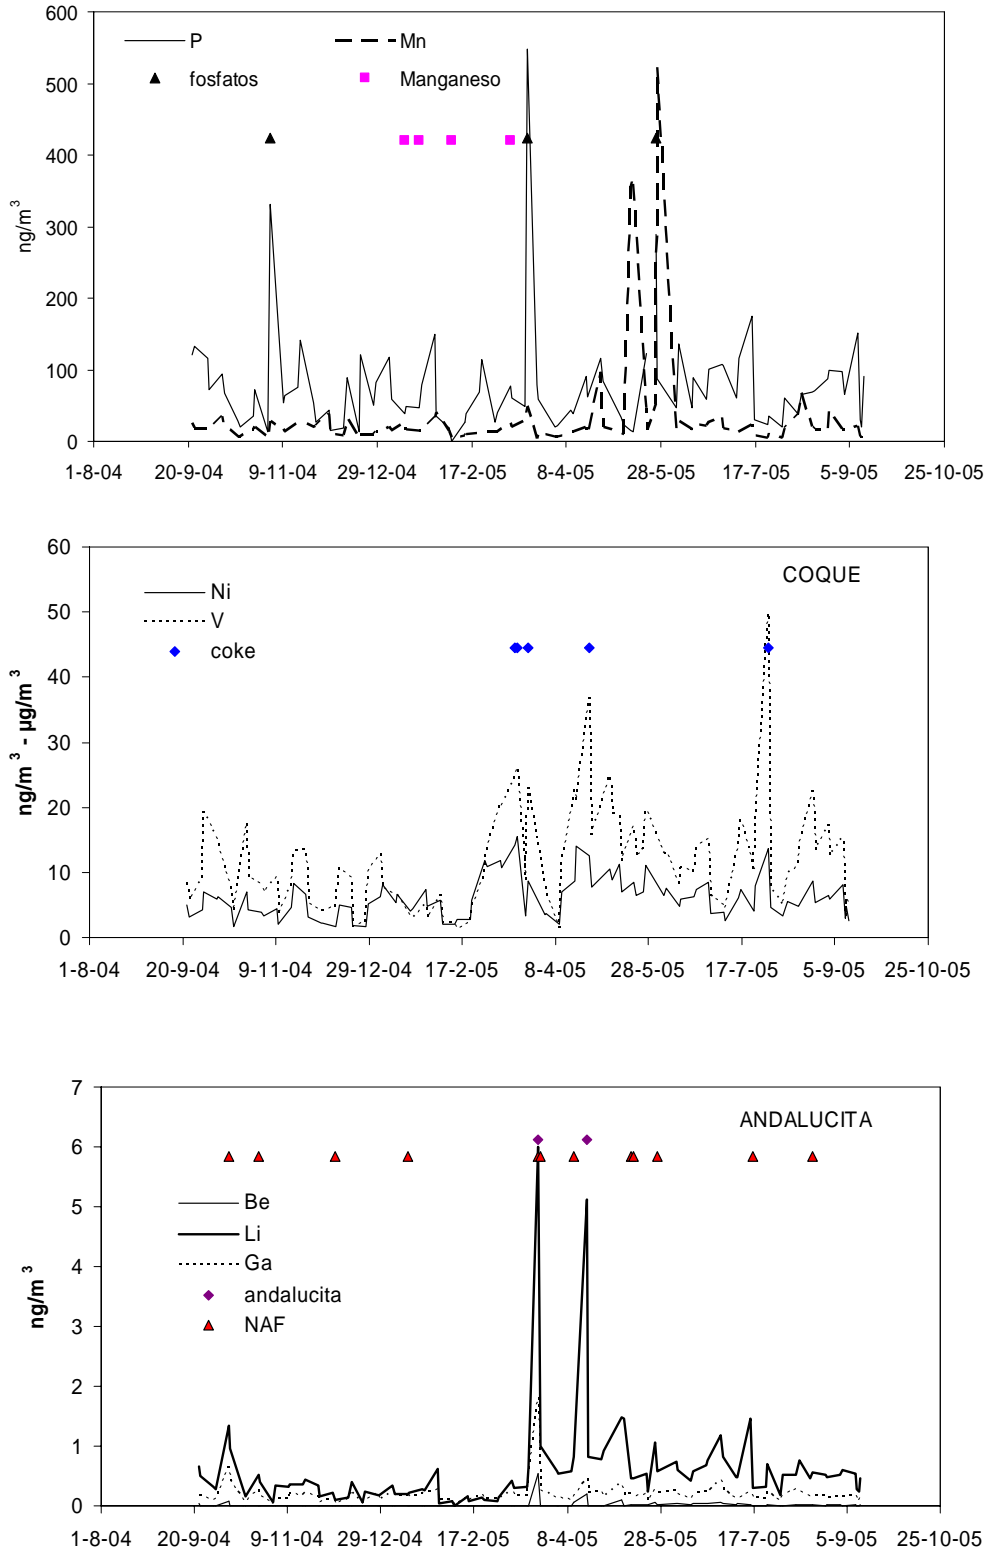 600
500
400
300
200
100
0
ng/m³
P
Mn
fosfatos
Manganeso
1-8-04 20-9-04 9-11-04 29-12-04 17-2-05 8-4-05 28-5-05 17-7-05 5-9-05 25-10-05
60
50
40
30
20
10
0
ng/m³ - µg/m³
COQUE
Ni
V
coke
1-8-04 20-9-04 9-11-04 29-12-04 17-2-05 8-4-05 28-5-05 17-7-05 5-9-05 25-10-05
7
6
5
4
3
2
1
0
ng/m³
ANDALUCITA
Be
Li
Ga
andalucita
NAF
1-8-04 20-9-04 9-11-04 29-12-04 17-2-05 8-4-05 28-5-05 17-7-05 5-9-05 25-10-05